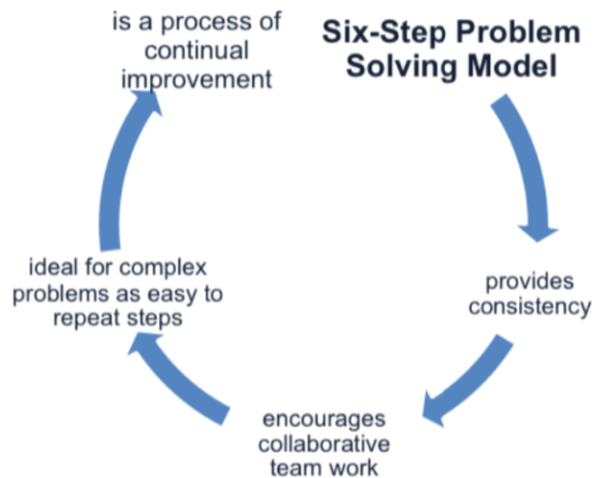 Six-Step Problem
Solving Model
provides
consistency
encourages
collaborative
team work
ideal for complex
problems as easy to
repeat steps
is a process of
continual
improvement